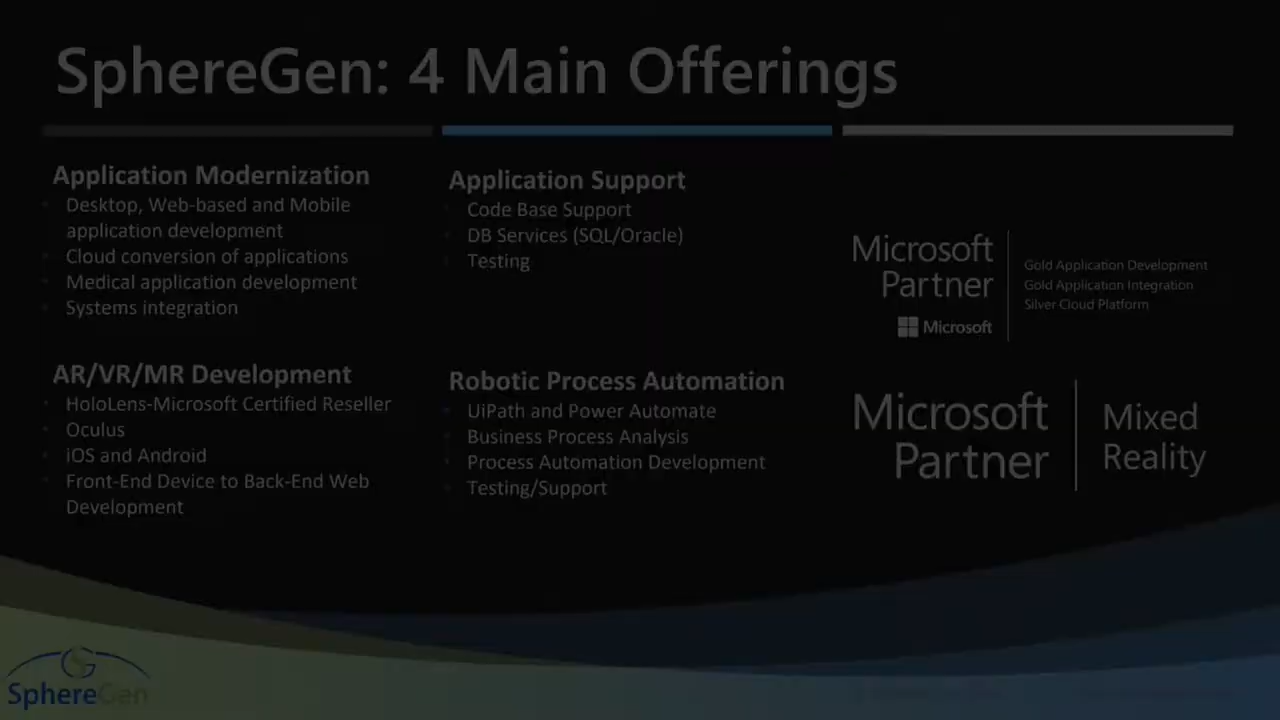 SphereGen: 4 Main Offerings
Application Modernization
Desktop, Web-based and Mobile
application development
Cloud conversion of applications
Medical application development
Systems integration
AR/VR/MR Development
HoloLens-Microsoft Certified Reseller
Oculus
iOS and Android
Front-End Device to Back-End Web
Development
Application Support
Code Base Support
DB Services (SQL/Oracle)
Testing
Robotic Process Automation
UiPath and Power Automate
Business Process Analysis
Process Automation Development
Testing/Support
Microsoft
Partner
Microsoft
Gold Application Development
Gold Application Integration
Silver Cloud Platform
Microsoft
Partner
Mixed
Reality
SphereGen